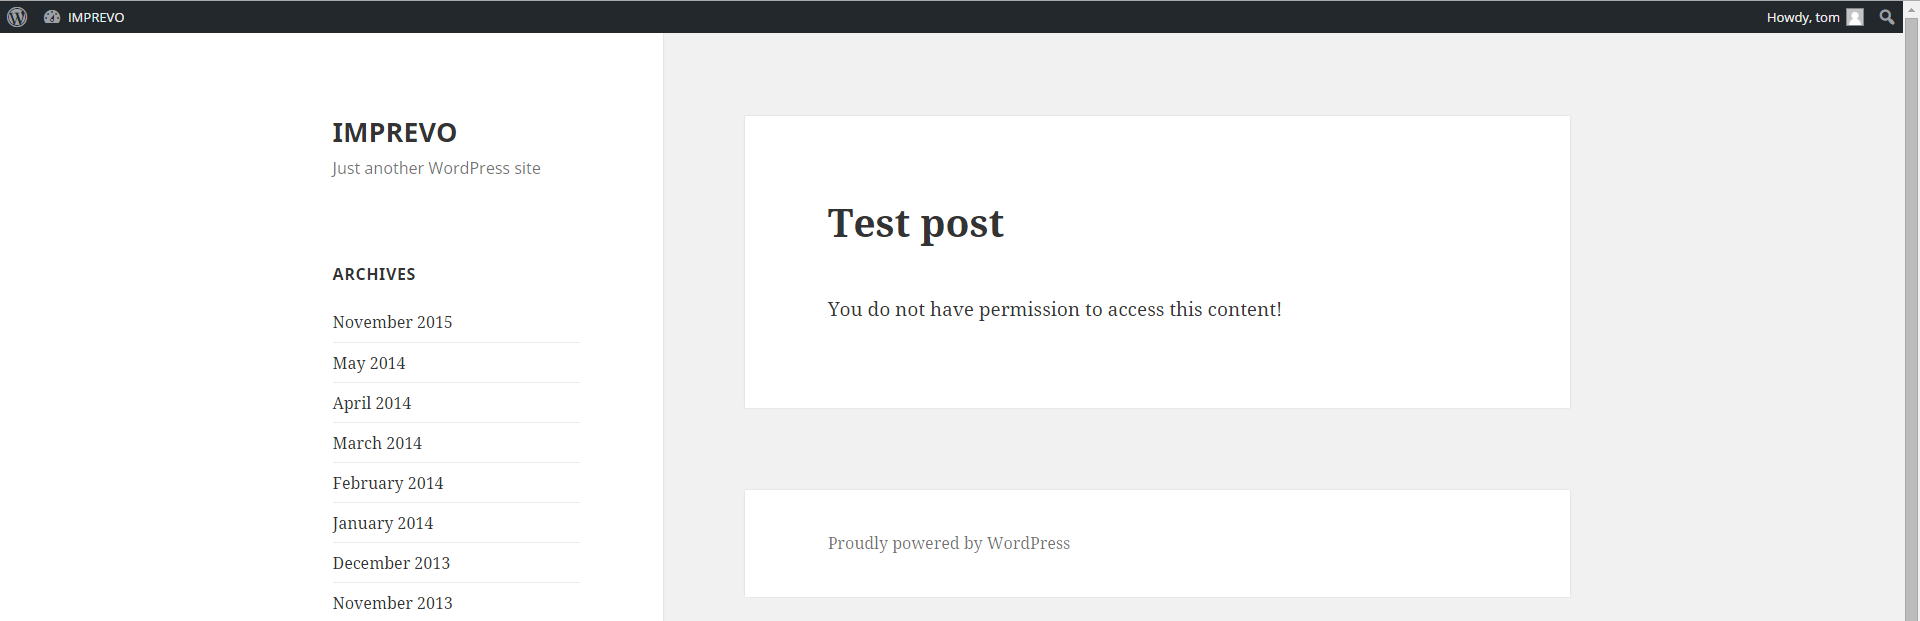 IMPREVO
Howdy, tom
IMPREVO
Just another WordPress site
ARCHIVES
November 2015
May 2014
April 2014
March 2014
February 2014
January 2014
December 2013
November 2013
Test post
You do not have permission to access this content!
Proudly powered by WordPress